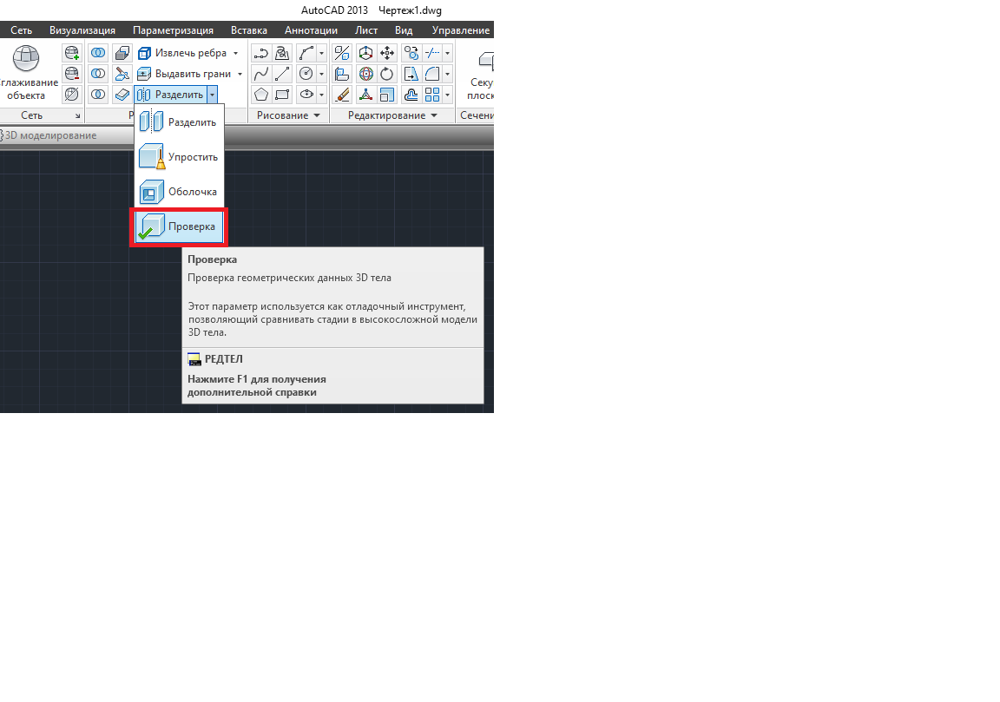 AutoCAD 2013 Чертеж1.dwg
Сеть Визуализация Параметризация Вставка Аннотации Лист Вид Управление
Извлечь ребра
глаживание объекта
Выдавить грани
Разделить
Секу
плоск
Сеть Р Рисование Редактирование Сечени
3D моделирование
Разделить
Упростить
Оболочка
Проверка
Проверка
Проверка геометрических данных 3D тела
Этот параметр используется как отладочный инструмент,
позволяющий сравнивать стадии в высокосложной модели
3D тела.
РЕДТЕЛ
Нажмите F1 для получения
дополнительной справки